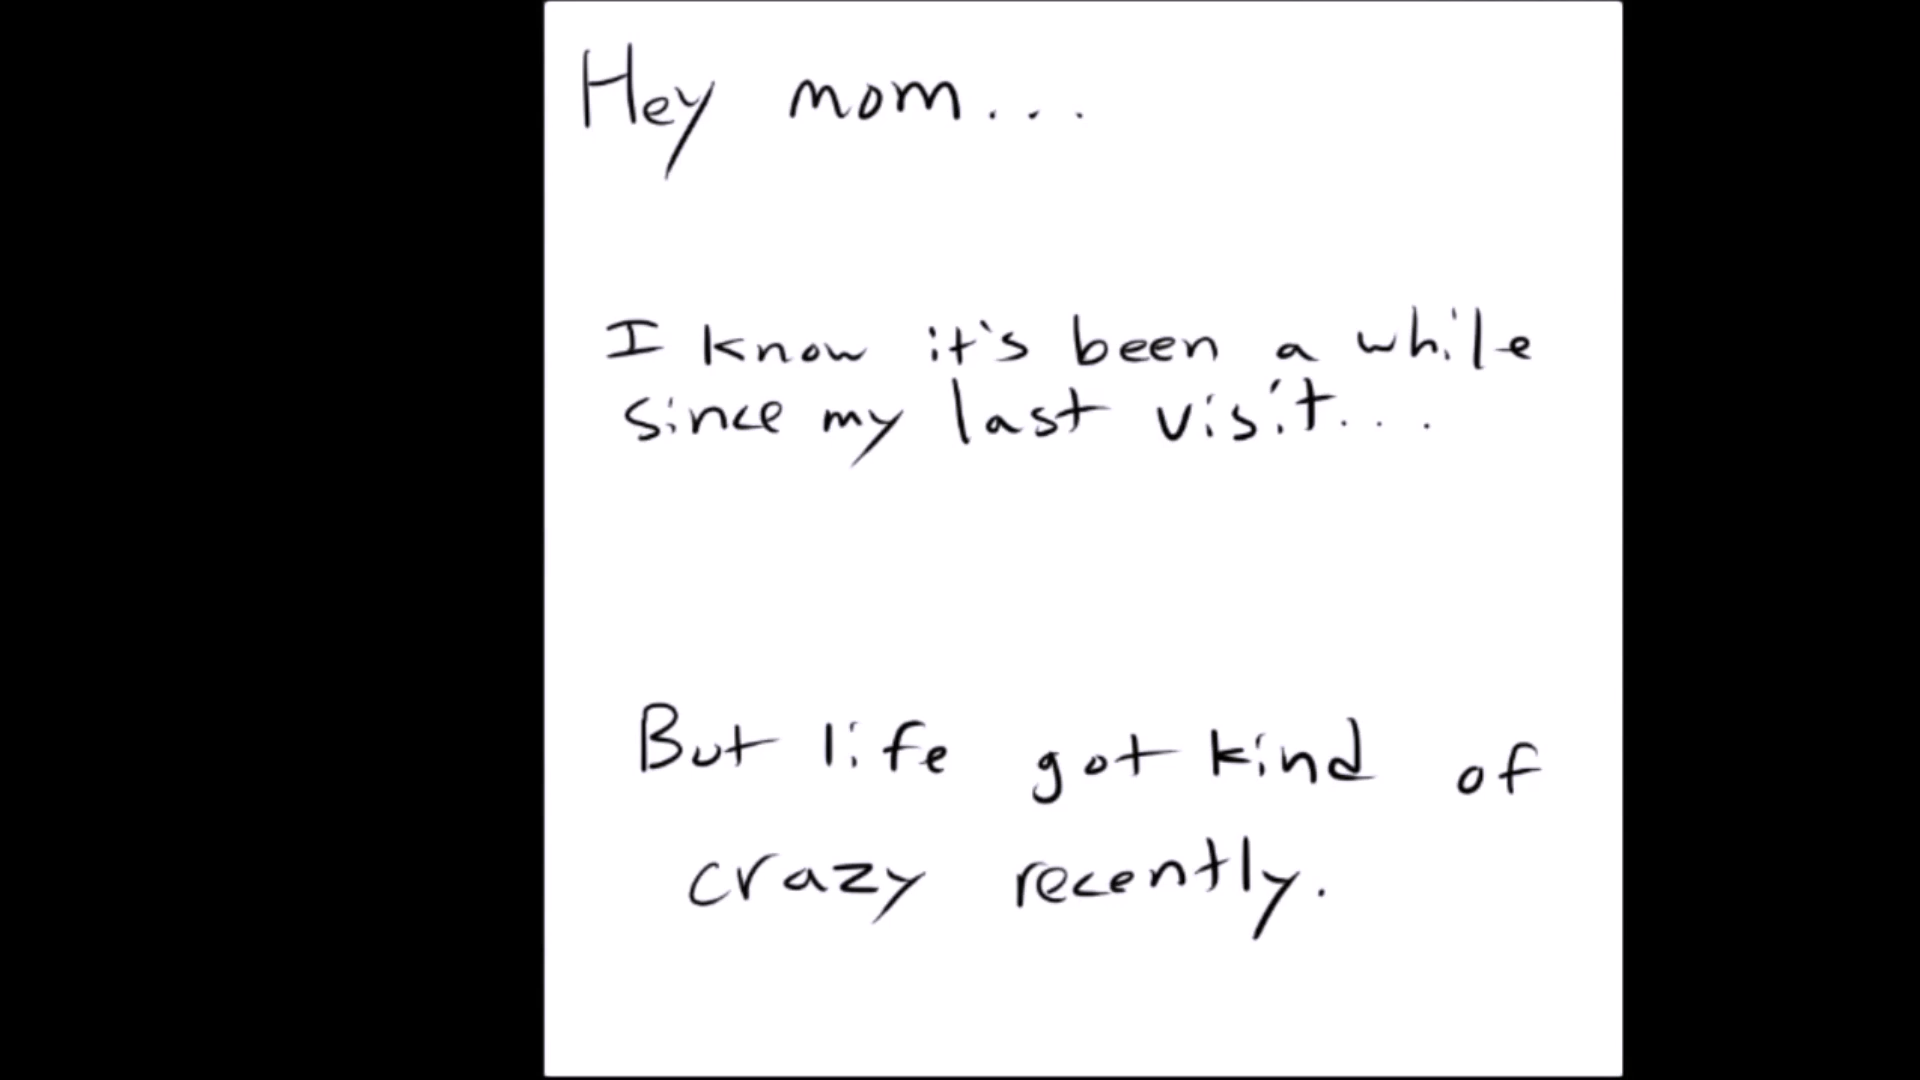 Hey mom...
I know it's been a while
since my last visit...
But life got kind of
crazy recently.